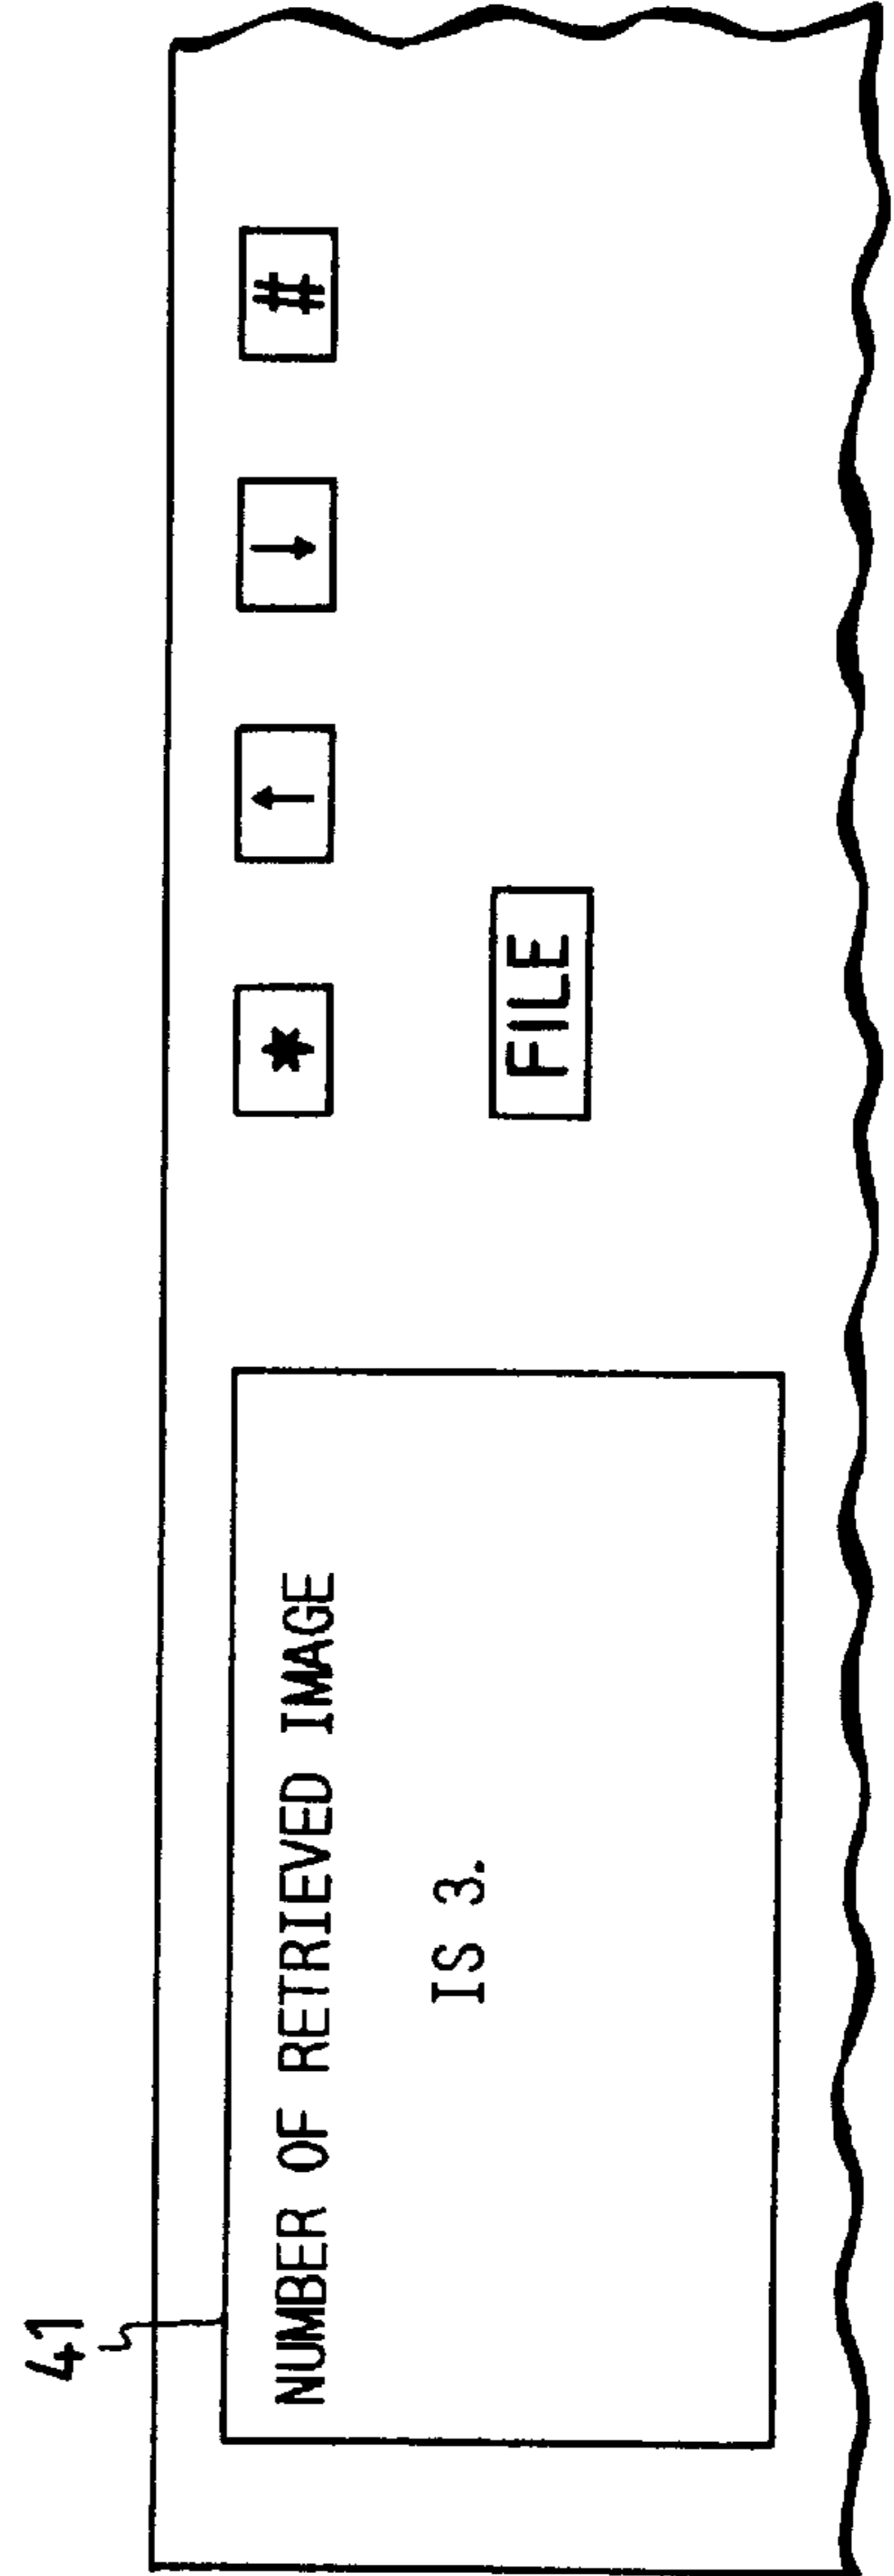 41
NUMBER OF RETRIEVED IMAGE
IS 3.
* ↑ ↓ #
FILE